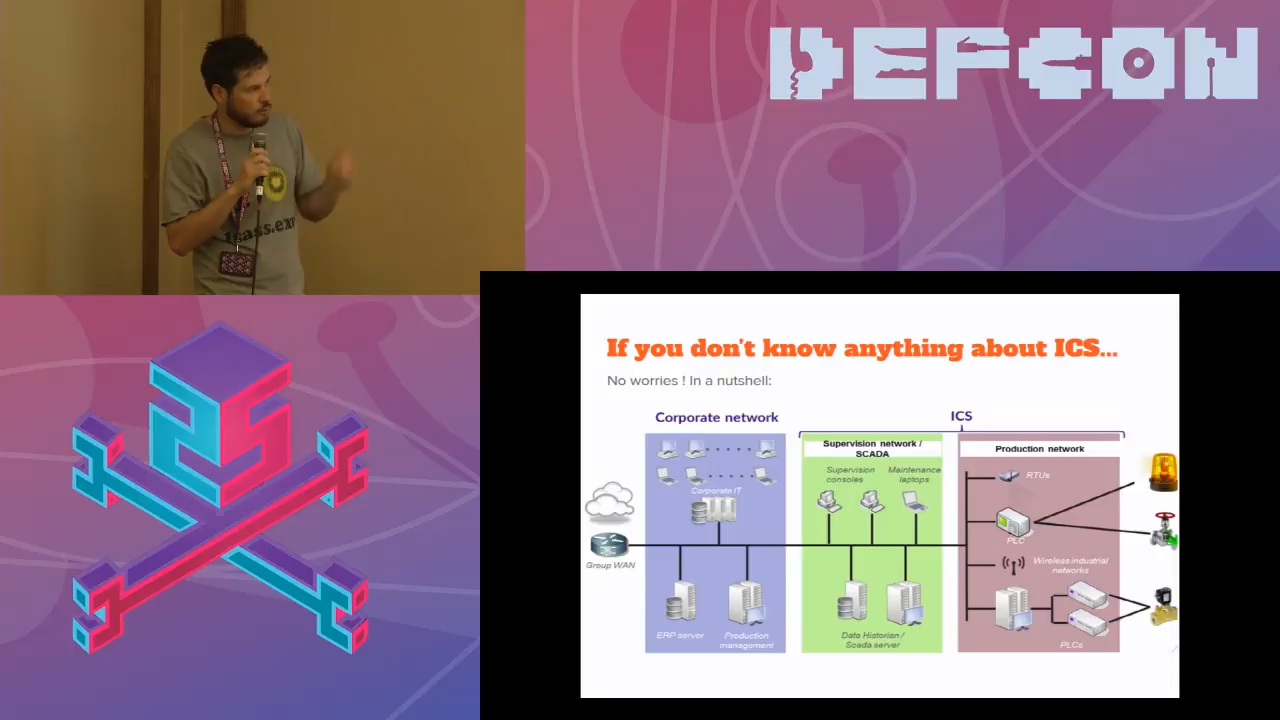 DEFCON
lsass.exe
If you don't know anything about ICS...
No worries ! In a nutshell:
Corporate network
ICS
Supervision network /
SCADA
Production network
Supervision
consoles
Maintenance
laptops
RTUs
Corporate IT
PLC
Group WAN
Wireless industrial
networks
ERP server
Production
management
Data Historian /
Scada server
PLCs